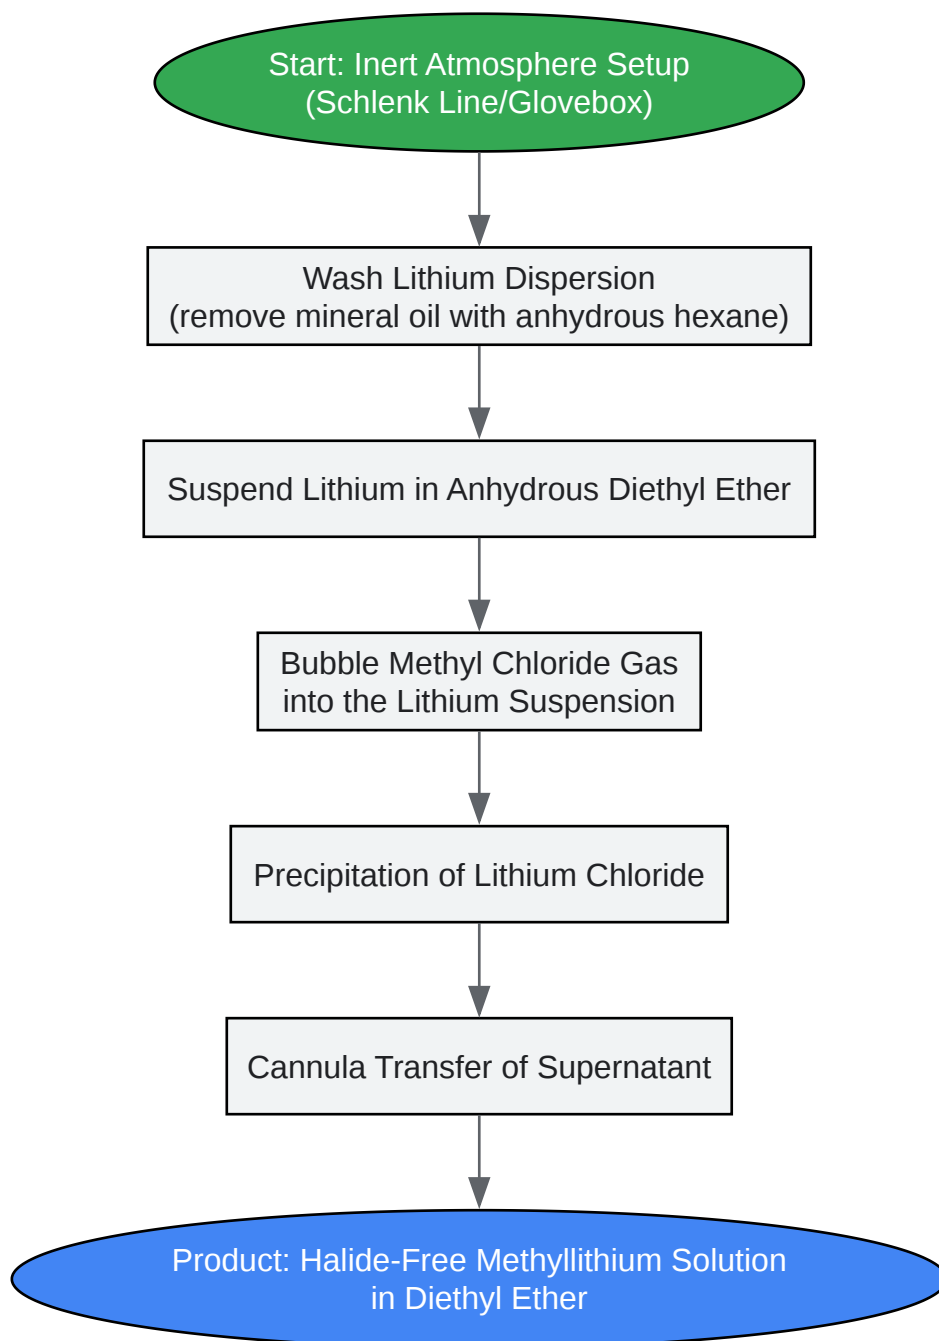 Start: Inert Atmosphere Setup
(Schlenk Line/Glovebox)
Wash Lithium Dispersion
(remove mineral oil with anhydrous hexane)
Suspend Lithium in Anhydrous Diethyl Ether
Bubble Methyl Chloride Gas
into the Lithium Suspension
Precipitation of Lithium Chloride
Cannula Transfer of Supernatant
Product: Halide-Free Methyllithium Solution
in Diethyl Ether